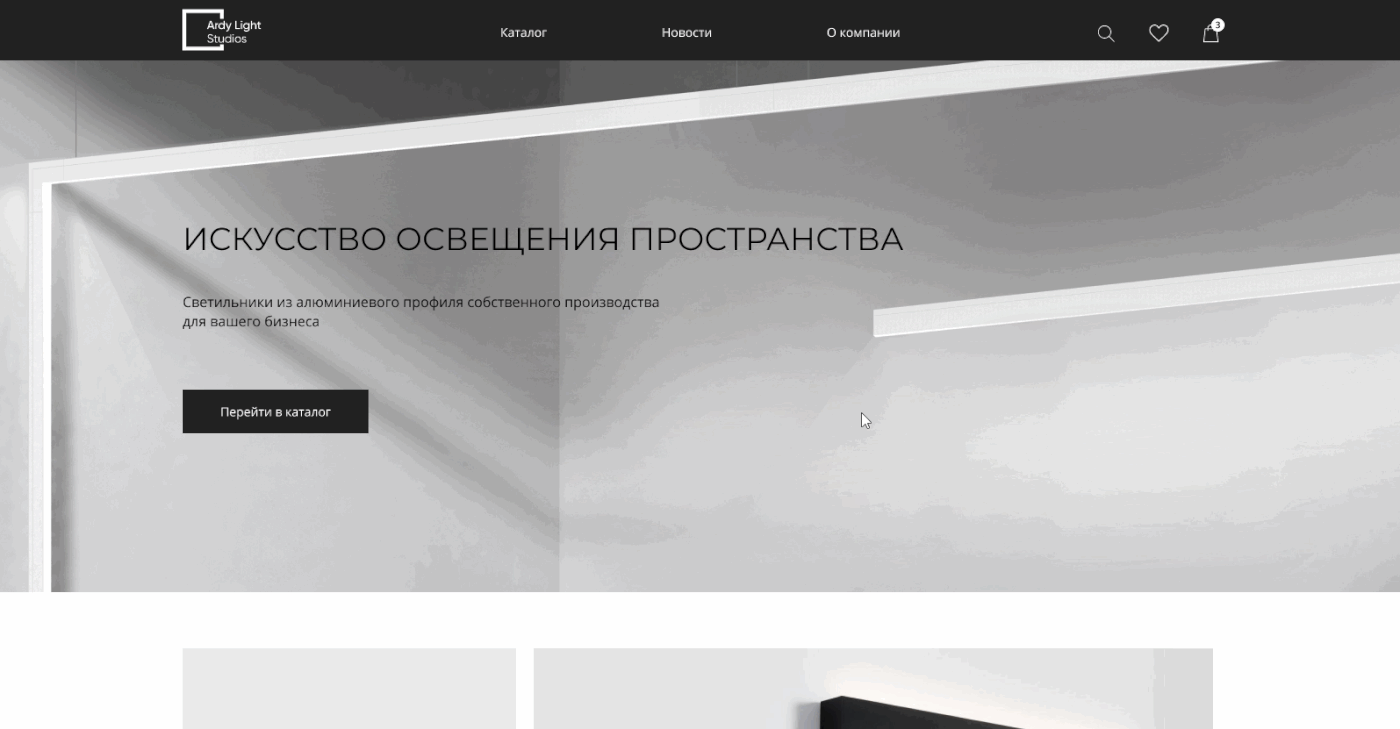 Ardy Light
Studios
Каталог
Новости
О компании
3
ИСКУССТВО ОСВЕЩЕНИЯ ПРОСТРАНСТВА
Светильники из алюминиевого профиля собственного производства
для вашего бизнеса
Перейти в каталог